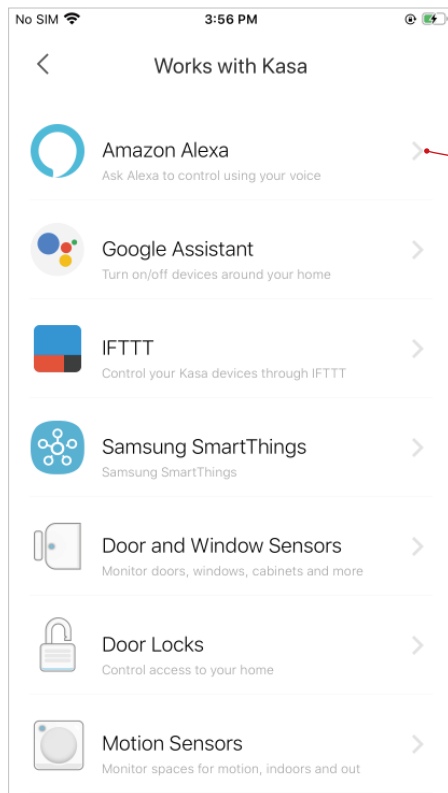 No SIM 3:56 PM
Works with Kasa
Amazon Alexa
Ask Alexa to control using your voice
Google Assistant
Turn on/off devices around your home
IFTTT
Control your Kasa devices through IFTTT
Samsung SmartThings
Samsung SmartThings
Door and Window Sensors
Monitor doors, windows, cabinets and more
Door Locks
Control access to your home
Motion Sensors
Monitor spaces for motion, indoors and out